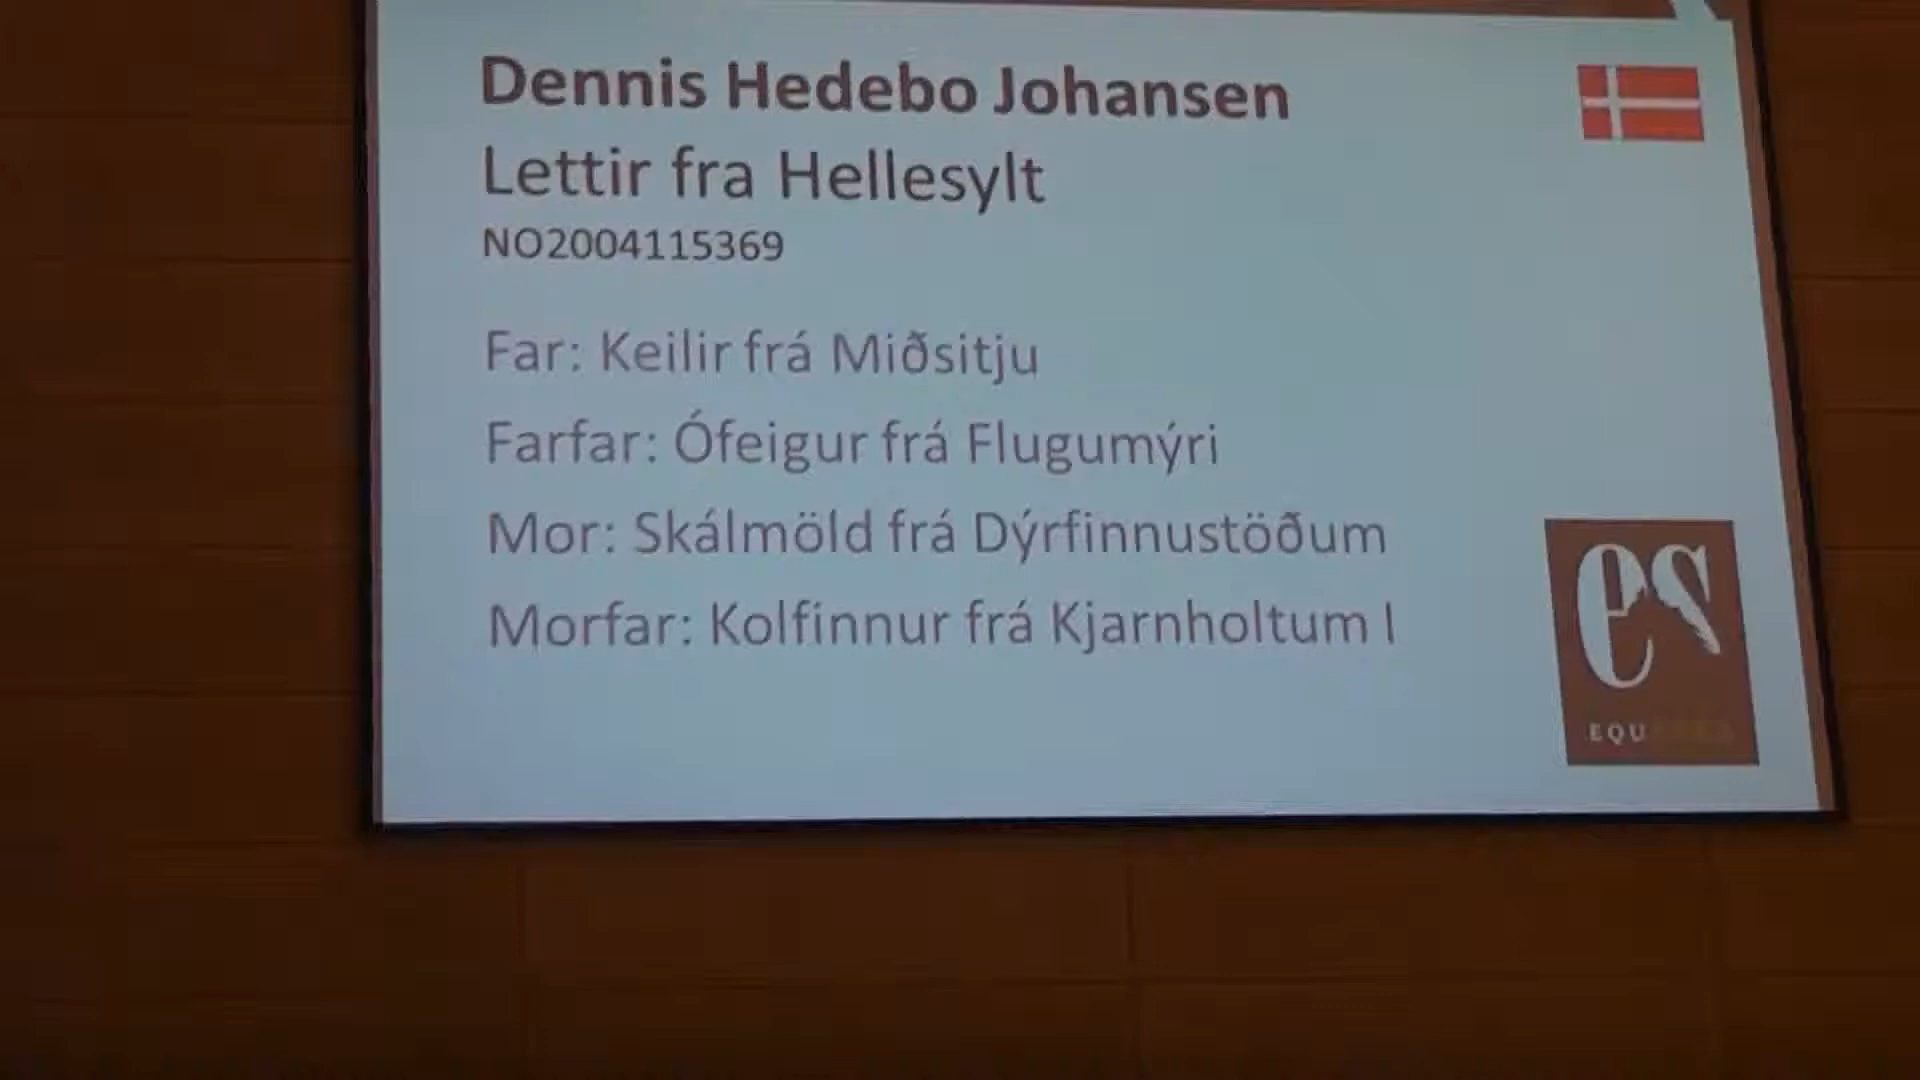 Dennis Hedebo Johansen
Lettir fra Hellesylt
NO2004115369
Far: Keilir frá Miðsitju
Farfar: Ófeigur frá Flugumýri
Mor: Skálmöld frá Dýrfinnustöðum
Morfar: Kolfinnur frá Kjarnholtum I
es